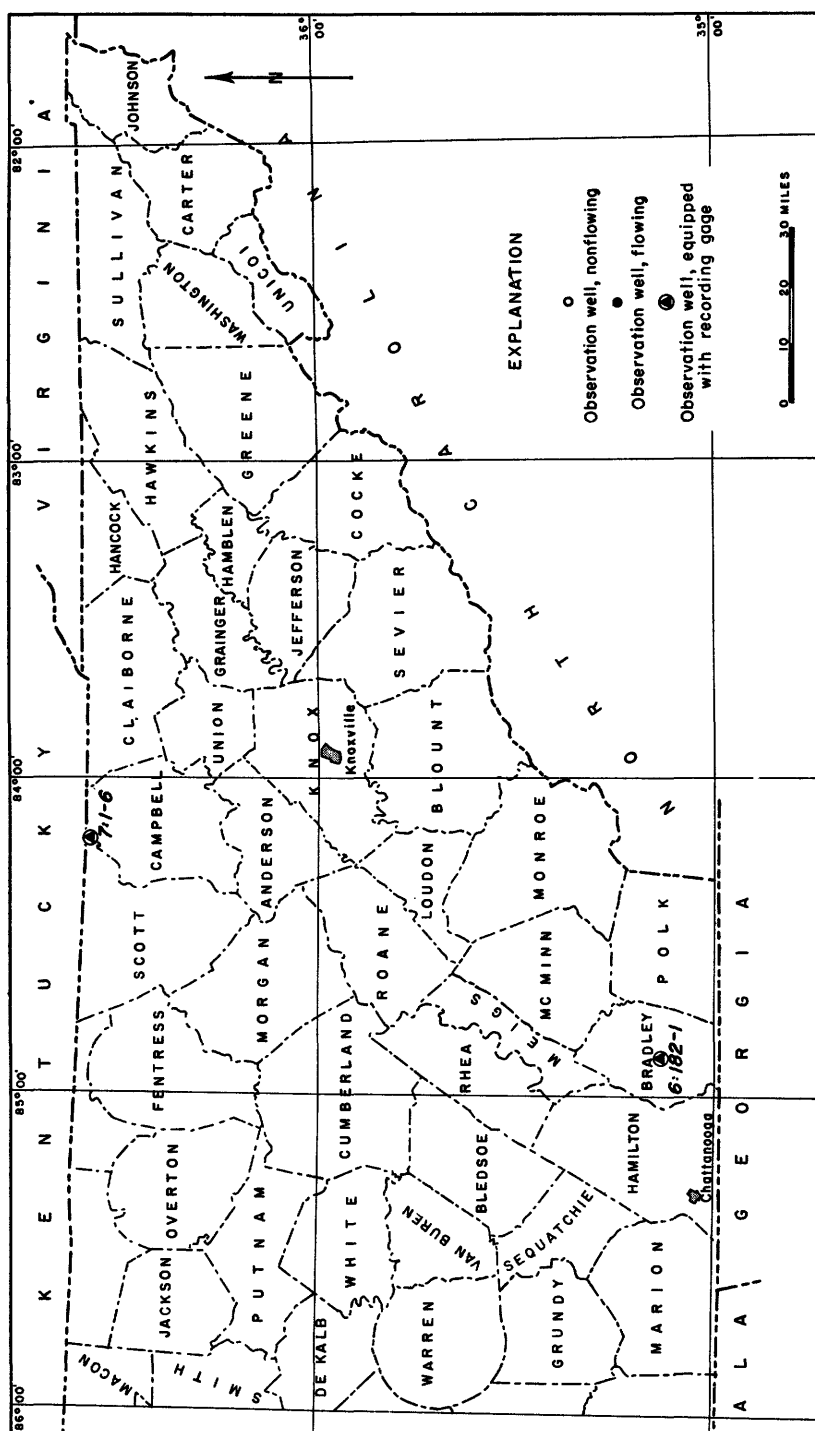 86°00'
85°00'
84°00'
83°00'
82°00'
36°
00'
35°
00'
KENTUCKY
VIRGINIA
MACON
SMITH
JACKSON
OVERTON
FENTRESS
SCOTT
CAMPBELL
7:1-6
CLAIBORNE
HANCOCK
HAWKINS
SULLIVAN
JOHNSON
CARTER
WASHINGTON
UNICOI
GREENE
HAMBLEN
GRAINGER
UNION
ANDERSON
MORGAN
PUTNAM
DE KALB
WHITE
CUMBERLAND
ROANE
KNOX
Knoxville
JEFFERSON
COCKE
SEVIER
BLOUNT
LOUDON
MONROE
MC MINN
MEIGS
RHEA
BLEDSOE
VAN BUREN
WARREN
GRUNDY
SEQUATCHIE
MARION
HAMILTON
Chattanooga
BRADLEY
6:182-1
POLK
NORTH CAROLINA
ALA
GEORGIA
N
EXPLANATION
Observation well, nonflowing
Observation well, flowing
Observation well, equipped
with recording gage
0 10 20 30 MILES